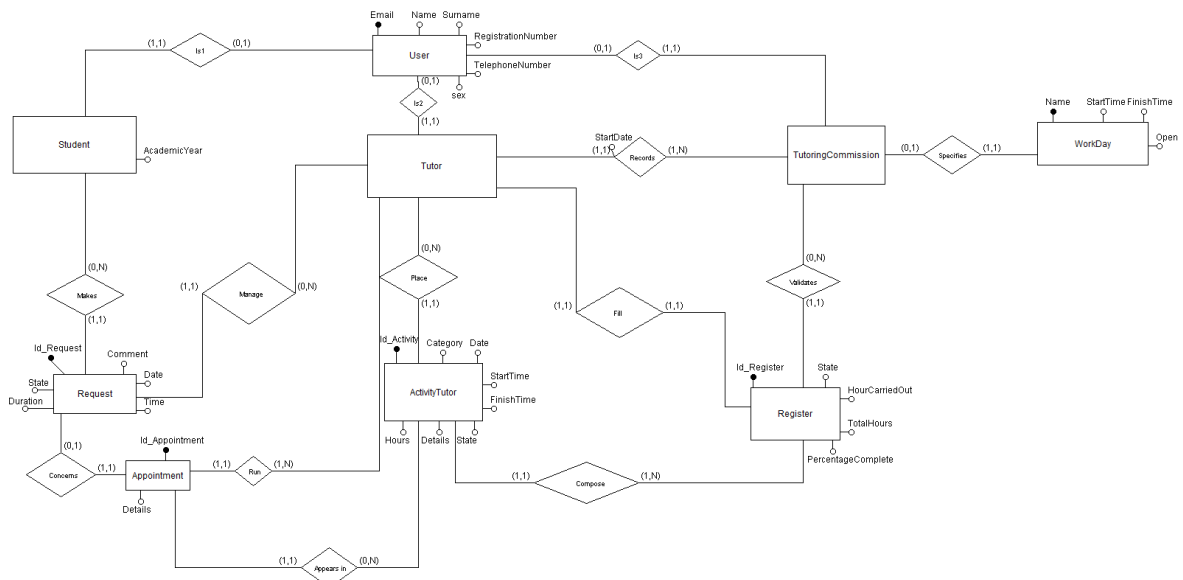 Email
Name
Surname
RegistrationNumber
(1,1)
Is1
(0,1)
User
(0,1)
Is3
(1,1)
TelephoneNumber
(0,1)
sex
Is2
Name
StartTime
FinishTime
(1,1)
Student
AcademicYear
Tutor
StartDate
(1,1)
Records
(1,N)
TutoringCommission
(0,1)
Specifies
(1,1)
WorkDay
Open
(0,N)
Makes
(1,1)
(1,1)
Manage
(0,N)
(0,N)
Place
(1,1)
(0,N)
Validates
(1,1)
(1,1)
Fill
(1,1)
Id_Request
Comment
State
Date
Duration
Request
Time
Id_Activity
Category
Date
StartTime
ActivityTutor
FinishTime
Hours
Details
State
Id_Register
State
HourCarriedOut
Register
TotalHours
PercentageComplete
(0,1)
Concerns
(1,1)
Id_Appointment
Appointment
Details
(1,1)
Run
(1,N)
(1,1)
Compose
(1,N)
(1,1)
Appears in
(0,N)